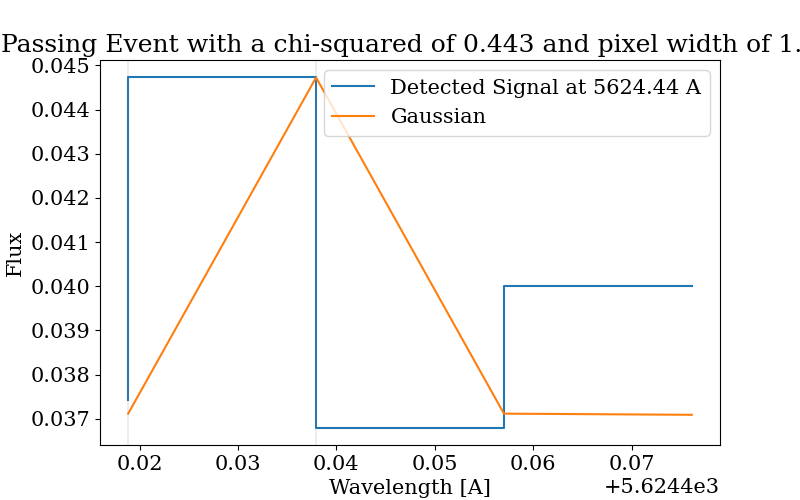 Passing Event with a chi-squared of 0.443 and pixel width of 1.
Detected Signal at 5624.44 A
Gaussian
Flux
0.045
0.044
0.043
0.042
0.041
0.040
0.039
0.038
0.037
0.02 0.03 0.04 0.05 0.06 0.07
Wavelength [A]
+5.6244e3